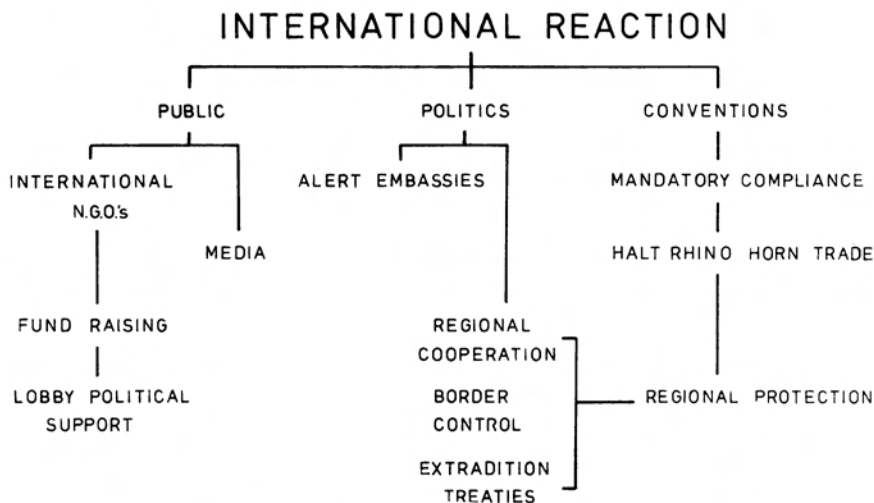 INTERNATIONAL REACTION
PUBLIC
POLITICS
CONVENTIONS
INTERNATIONAL
N.G.O.'s
ALERT EMBASSIES
MANDATORY COMPLIANCE
MEDIA
HALT RHINO HORN TRADE
FUND RAISING
REGIONAL
COOPERATION
LOBBY POLITICAL
SUPPORT
BORDER
CONTROL
REGIONAL PROTECTION
EXTRADITION
TREATIES